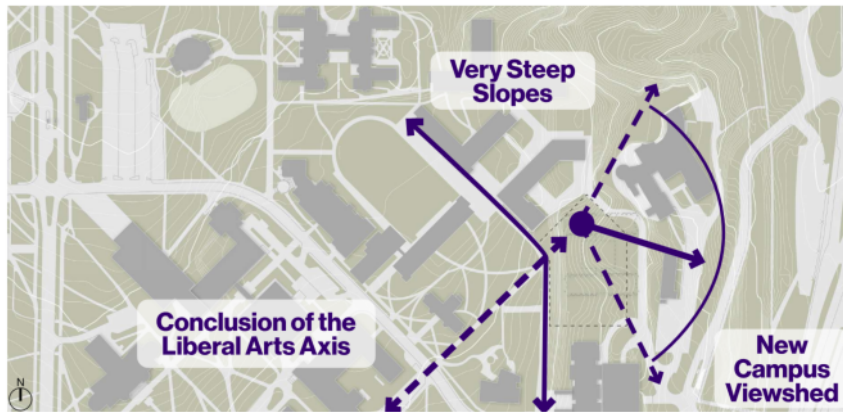 Very Steep
Slopes
Conclusion of the
Liberal Arts Axis
New
Campus
Viewshed
N